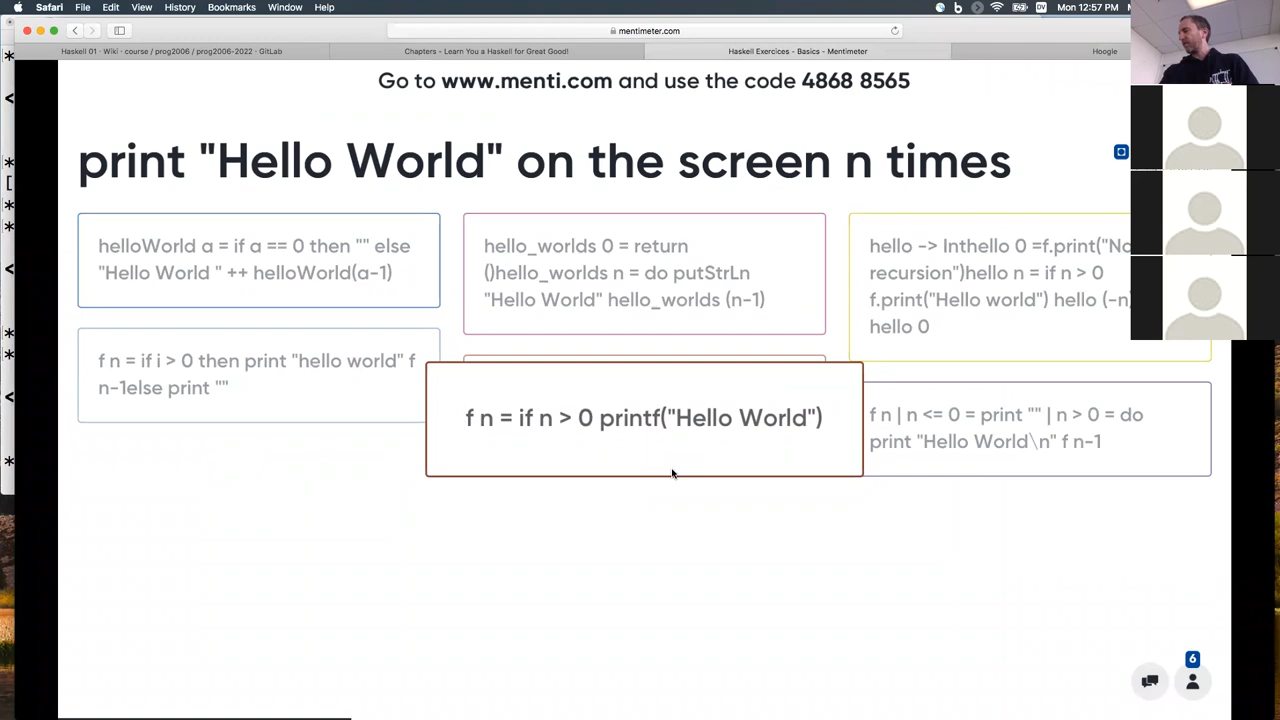 Safari File Edit View History Bookmarks Window Help
Mon 12:57 PM
mentimeter.com
Haskell 01 · Wiki · course / prog2006 / prog2006-2022 · GitLab
Chapters - Learn You a Haskell for Great Good!
Haskell Exercices - Basics - Mentimeter
Hoogle
Go to www.menti.com and use the code 4868 8565
print "Hello World" on the screen n times
helloWorld a = if a == 0 then "" else
"Hello World " ++ helloWorld(a-1)
hello_worlds 0 = return
()hello_worlds n = do putStrLn
"Hello World" hello_worlds (n-1)
hello -> Inthello 0 =f.print("No
recursion")hello n = if n > 0
f.print("Hello world") hello (-n)
hello 0
f n = if i > 0 then print "hello world" f
n-1else print ""
f n = if n > 0 printf("Hello World")
f n | n <= 0 = print "" | n > 0 = do
print "Hello World\n" f n-1
6